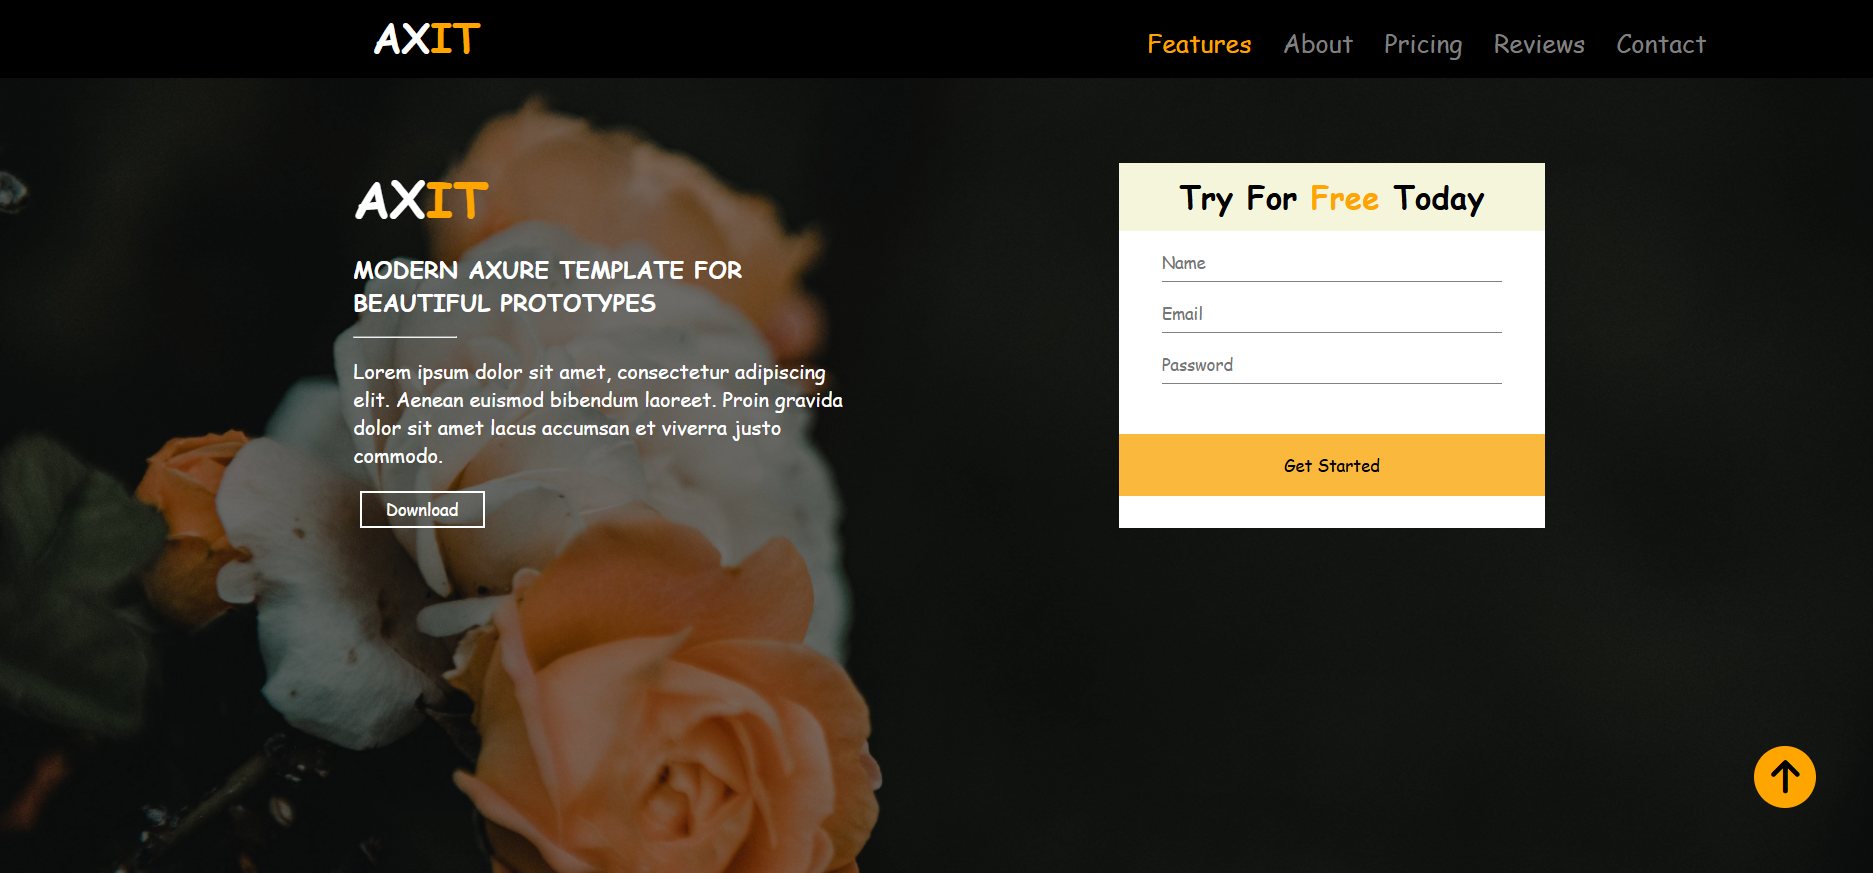 AXIT
Features About Pricing Reviews Contact
AXIT
MODERN AXURE TEMPLATE FOR
BEAUTIFUL PROTOTYPES
Lorem ipsum dolor sit amet, consectetur adipiscing
elit. Aenean euismod bibendum laoreet. Proin gravida
dolor sit amet lacus accumsan et viverra justo
commodo.
Download
Try For Free Today
Name
Email
Password
Get Started